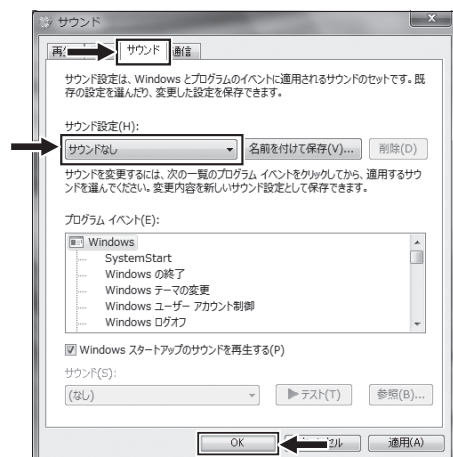 サウンド
サウンド 通信
サウンド設定は、Windows とプログラムのイベントに適用されるサウンドのセットです。既
存の設定を選んだり、変更した設定を保存できます。
サウンド設定(H):
サウンドなし 名前を付けて保存(V)... 削除(D)
サウンドを変更するには、次の一覧のプログラム イベントをクリックしてから、適用するサウ
ンドを選んでください。変更内容を新しいサウンド設定として保存できます。
プログラム イベント(E):
Windows
SystemStart
Windows の終了
Windows テーマの変更
Windows ユーザー アカウント制御
Windows ログオフ
Windows スタートアップのサウンドを再生する(P)
サウンド(S):
(なし) テスト(T) 参照(B)...
OK 適用(A)